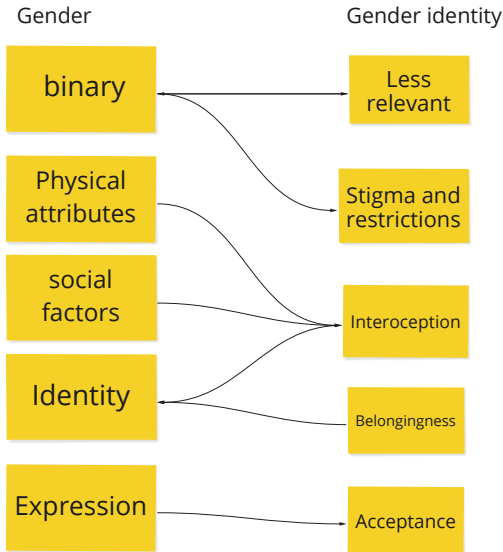 Gender
Gender identity
binary
Less
relevant
Physical
attributes
Stigma and
restrictions
social
factors
Interoception
Identity
Belongingness
Expression
Acceptance